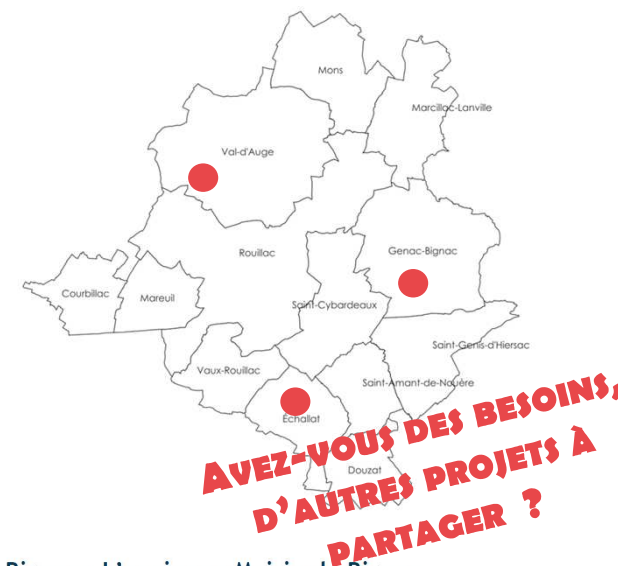 Mons
Marcillac-Lanville
Val-d'Auge
Rouillac
Genac-Bignac
Courbillac
Mareuil
Saint-Cybardeaux
Saint-Genis-d'Hiersac
Vaux-Rouillac
Saint-Amant-de-Nouère
Échallat
Douzat
AVEZ-VOUS DES BESOINS,
D'AUTRES PROJETS À
PARTAGER ?